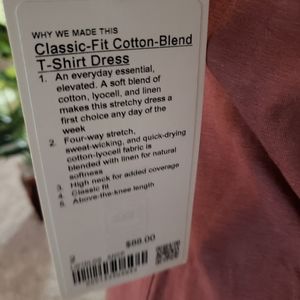 WHY WE MADE THIS
Classic-Fit Cotton-Blend
T-Shirt Dress
1. An everyday essential,
elevated. A soft blend of
cotton, lyocell, and linen
makes this stretchy dress a
first choice any day of the
week
2. Four-way stretch,
sweat-wicking, and quick-drying
cotton-lyocell fabric is
blended with linen for natural
softness
3. High neck for added coverage
4. Classic fit
5. Above-the-knee length
$88.00